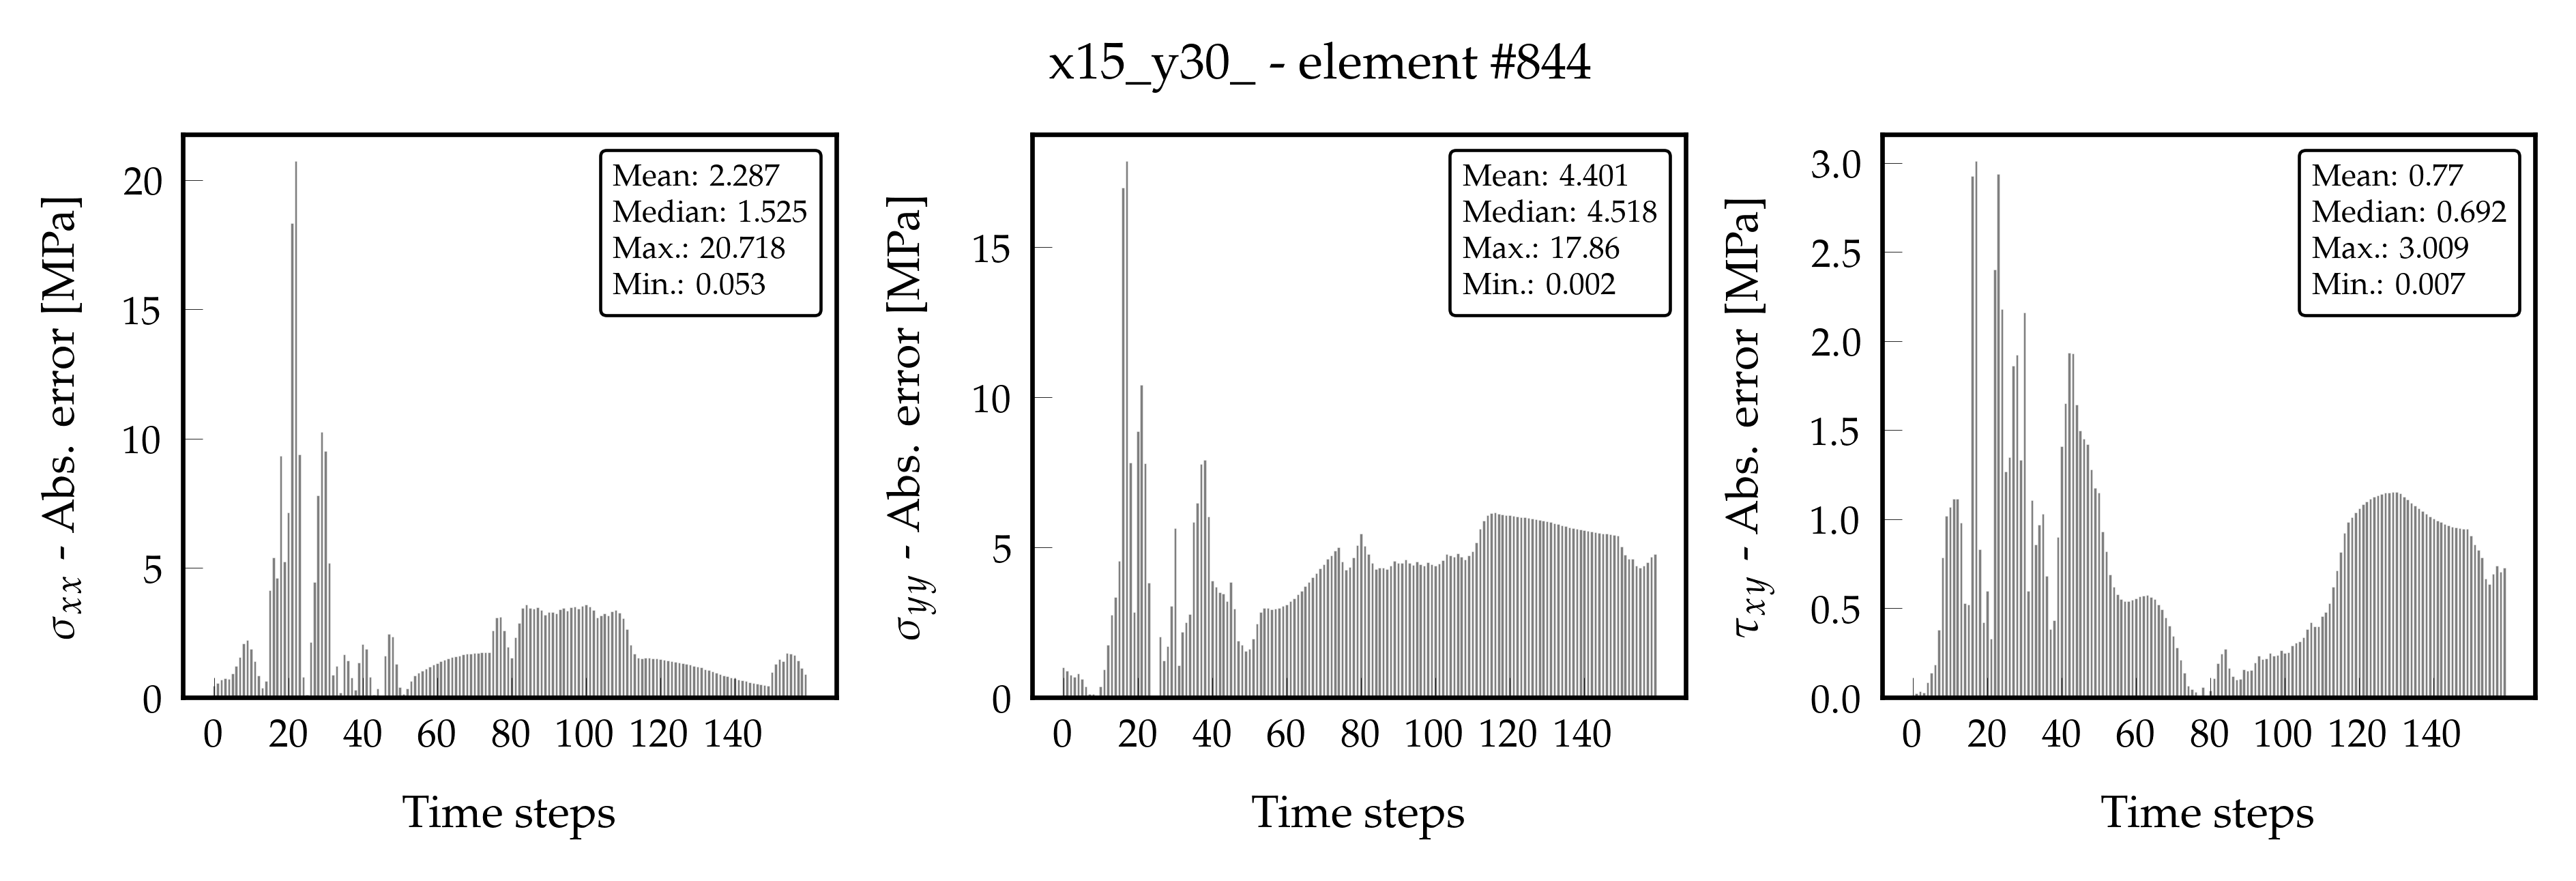 x15_y30_ - element #844
σxx - Abs. error [MPa]
20
15
10
5
0
Mean: 2.287
Median: 1.525
Max.: 20.718
Min.: 0.053
0 20 40 60 80 100 120 140
Time steps
σyy - Abs. error [MPa]
15
10
5
0
Mean: 4.401
Median: 4.518
Max.: 17.86
Min.: 0.002
0 20 40 60 80 100 120 140
Time steps
τxy - Abs. error [MPa]
3.0
2.5
2.0
1.5
1.0
0.5
0.0
Mean: 0.77
Median: 0.692
Max.: 3.009
Min.: 0.007
0 20 40 60 80 100 120 140
Time steps